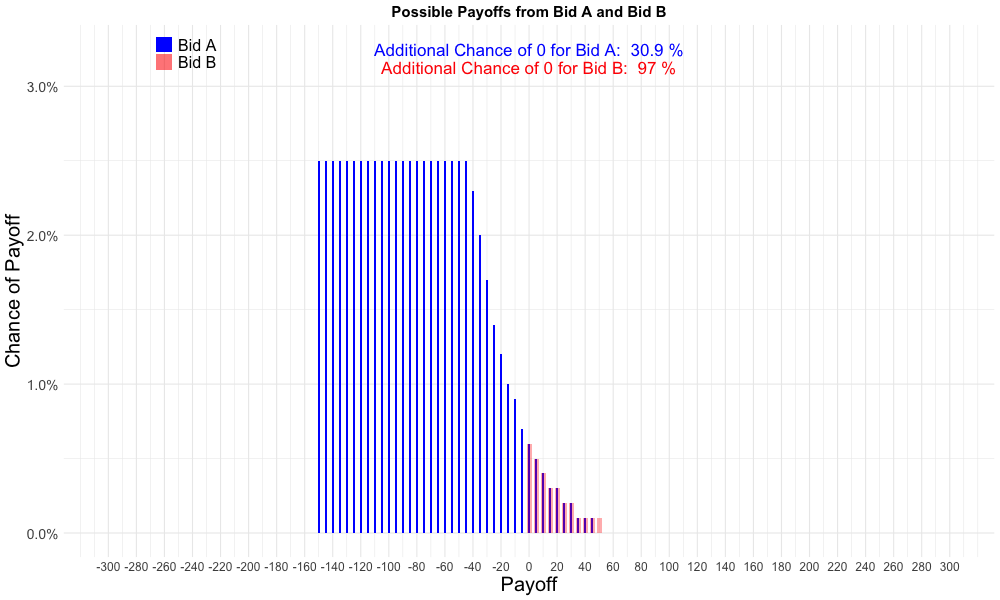 Possible Payoffs from Bid A and Bid B
Bid A
Bid B
Additional Chance of 0 for Bid A:  30.9 %
Additional Chance of 0 for Bid B:  97 %
Chance of Payoff
3.0%
2.0%
1.0%
0.0%
-300 -280 -260 -240 -220 -200 -180 -160 -140 -120 -100 -80 -60 -40 -20 0 20 40 60 80 100 120 140 160 180 200 220 240 260 280 300
Payoff